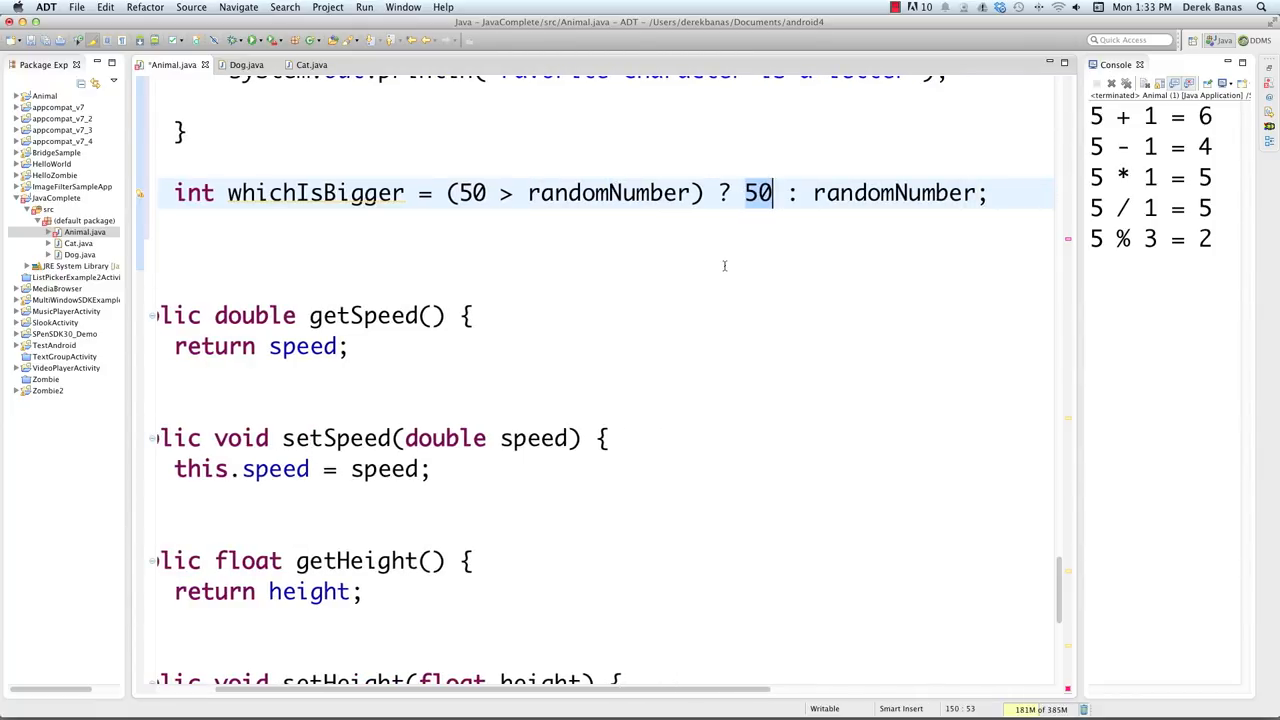 ADT File Edit Refactor Source Navigate Search Project Run Window Help
10
Mon 1:33 PM Derek Banas
Java - JavaComplete/src/Animal.java - ADT - /Users/derekbanas/Documents/android4
Quick Access
Java
DDMS
Package Exp
*Animal.java
Dog.java
Cat.java
Console
Animal
appcompat_v7
appcompat_v7_2
appcompat_v7_3
appcompat_v7_4
BridgeSample
HelloWorld
HelloZombie
ImageFilterSampleApp
JavaComplete
src
(default package)
Animal.java
Cat.java
Dog.java
JRE System Library [Ja
ListPickerExample2Activi
MediaBrowser
MultiWindowSDKExample
MusicPlayerActivity
SlookActivity
SPenSDK30_Demo
TestAndroid
TextGroupActivity
VideoPlayerActivity
Zombie
Zombie2
System.out.println("Favorite character is a letter");
}
int whichIsBigger = (50 > randomNumber) ? 50 : randomNumber;
lic double getSpeed() {
return speed;
lic void setSpeed(double speed) {
this.speed = speed;
lic float getHeight() {
return height;
lic void setHeight(float height) {
<terminated> Animal (1) [Java Application] /S
5 + 1 = 6
5 - 1 = 4
5 * 1 = 5
5 / 1 = 5
5 % 3 = 2
Writable
Smart Insert
150 : 53
181M of 385M